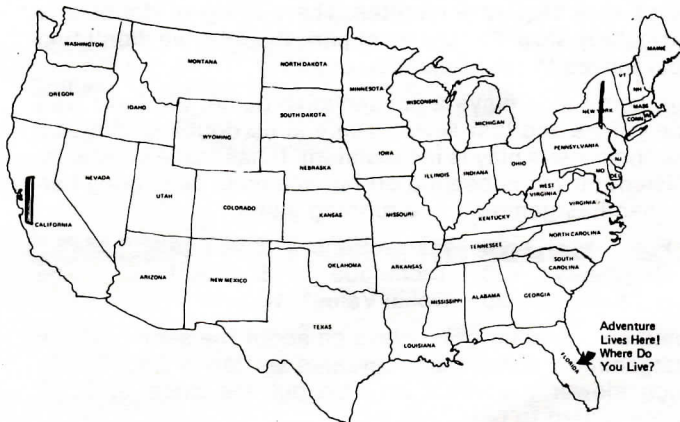 WASHINGTON
OREGON
CALIFORNIA
NEVADA
IDAHO
MONTANA
WYOMING
UTAH
ARIZONA
COLORADO
NEW MEXICO
NORTH DAKOTA
SOUTH DAKOTA
NEBRASKA
KANSAS
OKLAHOMA
TEXAS
MINNESOTA
IOWA
MISSOURI
ARKANSAS
LOUISIANA
WISCONSIN
ILLINOIS
MICHIGAN
INDIANA
OHIO
KENTUCKY
TENNESSEE
MISSISSIPPI
ALABAMA
GEORGIA
FLORIDA
SOUTH
CAROLINA
NORTH CAROLINA
VIRGINIA
WEST
VIRGINIA
PENNSYLVANIA
NEW YORK
VT
NH
MAINE
MASS
CONN
RI
NJ
MD
DEL
Adventure
Lives Here!
Where Do
You Live?